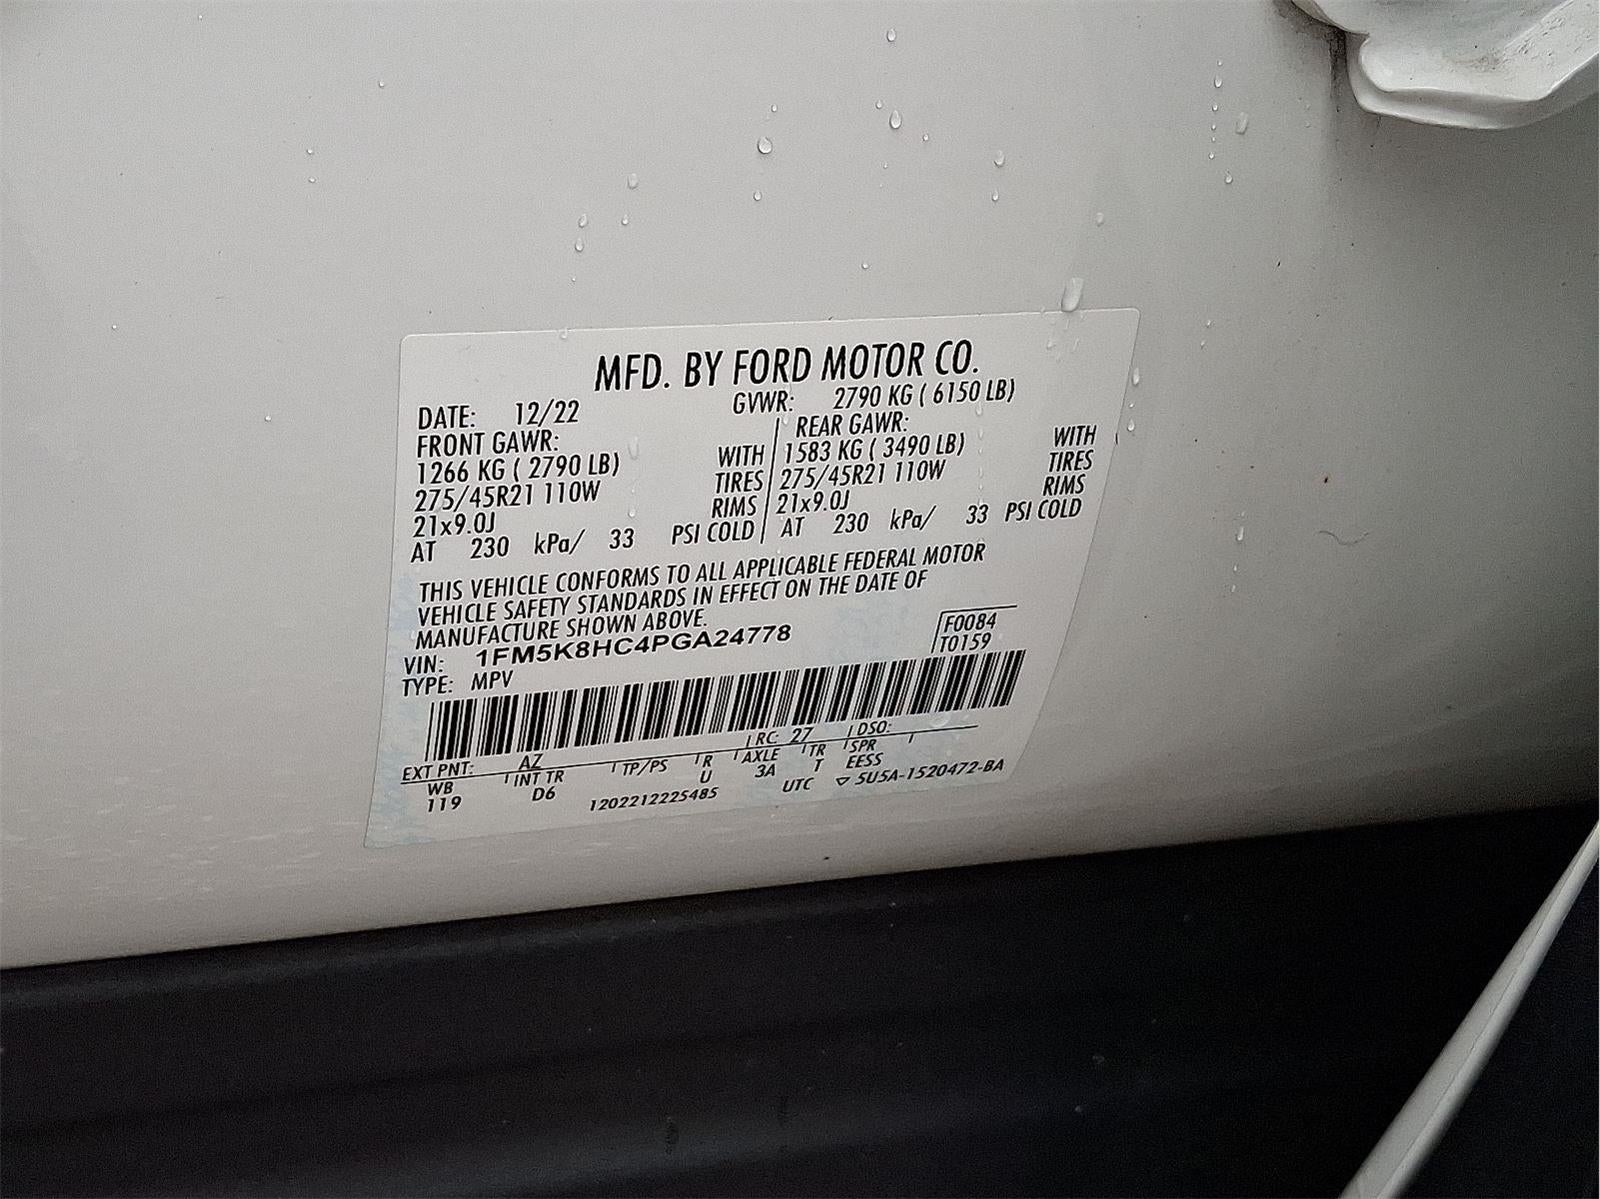 MFD. BY FORD MOTOR CO.
DATE: 12/22 GVWR: 2790 KG ( 6150 LB)
FRONT GAWR: REAR GAWR:
1266 KG ( 2790 LB) WITH 1583 KG ( 3490 LB) WITH
275/45R21 110W TIRES 275/45R21 110W TIRES
21x9.0J RIMS 21x9.0J RIMS
AT 230 kPa/ 33 PSI COLD AT 230 kPa/ 33 PSI COLD
THIS VEHICLE CONFORMS TO ALL APPLICABLE FEDERAL MOTOR
VEHICLE SAFETY STANDARDS IN EFFECT ON THE DATE OF
MANUFACTURE SHOWN ABOVE.
VIN: 1FM5K8HC4PGA24778 F0084
TYPE: MPV T0159
EXT PNT: AZ RC: 27 DSO:
WB INT TR TP/PS R AXLE TR SPR
119 D6 U 3A T EESS
1202212225485 UTC ▽ 5U5A-1520472-BA